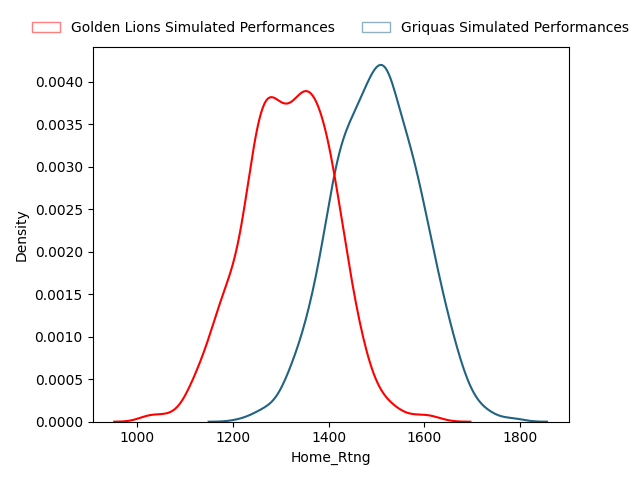 Golden Lions Simulated Performances Griquas Simulated Performances
0.0040
0.0035
0.0030
0.0025
0.0020
0.0015
0.0010
0.0005
0.0000
Density
1000 1200 1400 1600 1800
Home_Rtng